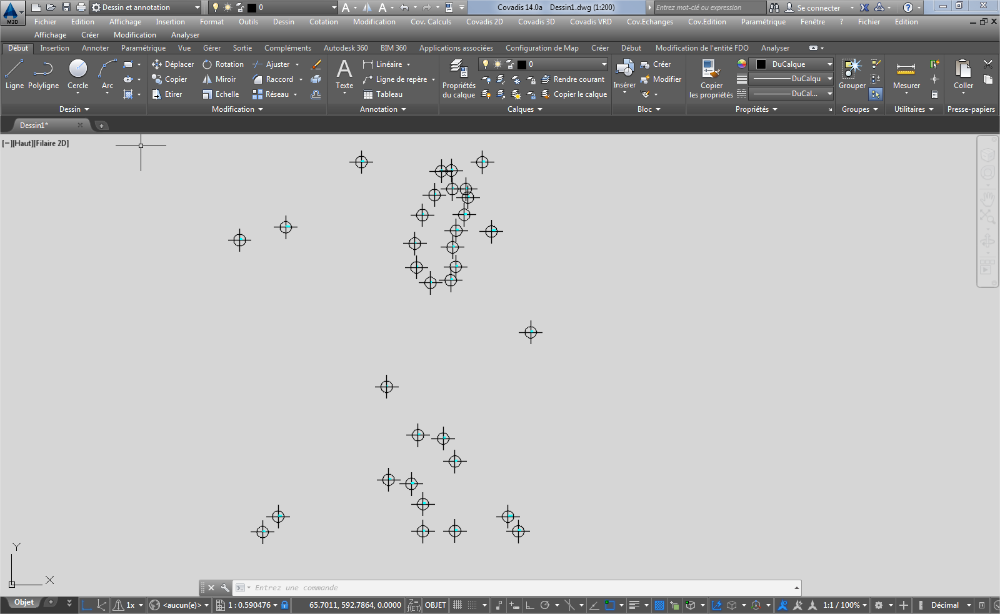 Dessin et annotation 0 A A Covadis 14.0a Dessin1.dwg (1:200) Entrez mot-clé ou expression Se connecter ?
M3D Fichier Edition Affichage Insertion Format Outils Dessin Cotation Modification Cov. Calculs Covadis 2D Covadis 3D Covadis VRD Cov.Echanges Cov.Edition Paramétrique Fenêtre ? Fichier Edition
Affichage Créer Modification Analyser
Début Insertion Annoter Paramétrique Vue Gérer Sortie Compléments Autodesk 360 BIM 360 Applications associées Configuration de Map Créer Début Modification de l'entité FDO Analyser
Déplacer Rotation Ajuster Linéaire 0 Créer DuCalque
Ligne Polyligne Cercle Arc Copier Miroir Raccord A Texte Ligne de repère Propriétés du calque Rendre courant Insérer Modifier Copier les propriétés DuCalqu Grouper Mesurer Coller
Etirer Echelle Réseau Tableau Copier le calque DuCal...
Dessin Modification Annotation Calques Bloc Propriétés Groupes Utilitaires Presse-papiers
Dessin1*
[−][Haut][Filaire 2D]
Y
X
Entrez une commande
Objet 1x <aucun(e)> 1 : 0.590476 65.7011, 592.7864, 0.0000 OBJET 1:1 / 100% Décimal